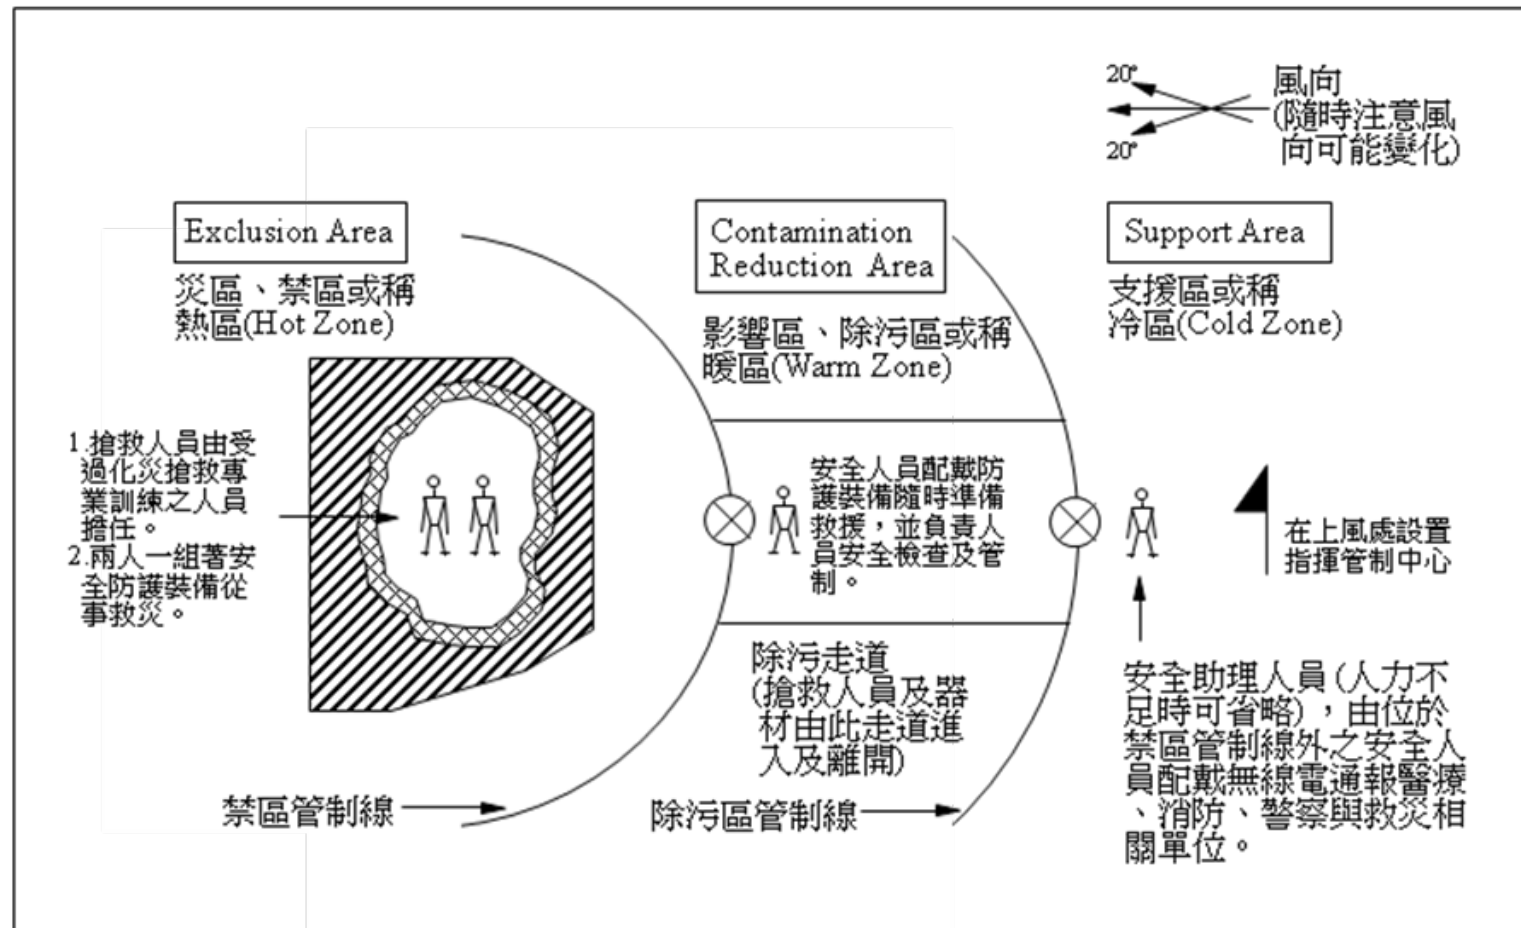 20°
20°
風向
(隨時注意風
向可能變化)
Exclusion Area
災區、禁區或稱
熱區(Hot Zone)
Contamination
Reduction Area
影響區、除污區或稱
暖區(Warm Zone)
Support Area
支援區或稱
冷區(Cold Zone)
1.搶救人員由受
過化災搶救專
業訓練之人員
擔任。
2.兩人一組著安
全防護裝備從
事救災。
安全人員配戴防
護裝備隨時準備
救援，並負責人
員安全檢查及管
制。
在上風處設置
指揮管制中心
除污走道
(搶救人員及器
材由此走道進
入及離開)
安全助理人員(人力不
足時可省略)，由位於
禁區管制線外之安全人
員配戴無線電通報醫療
、消防、警察與救災相
關單位。
禁區管制線
除污區管制線